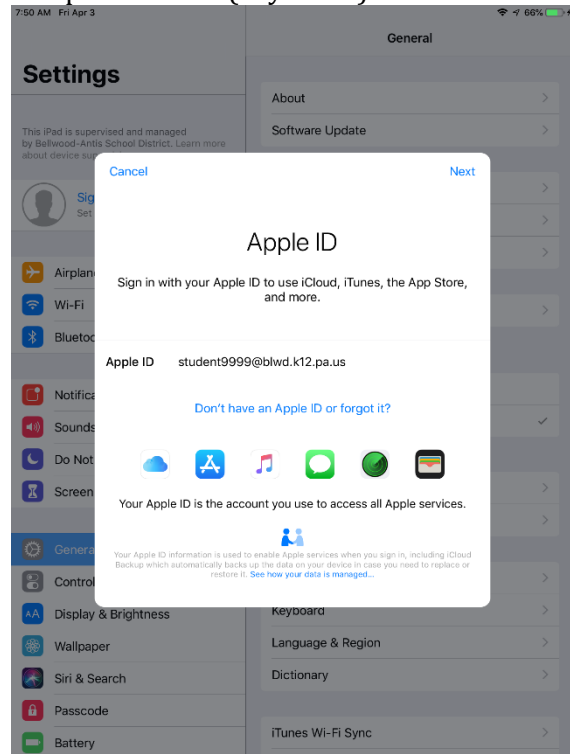 7:50 AM Fri Apr 3
66%
General
Settings
About
This iPad is supervised and managed
by Bellwood-Antis School District. Learn more
about device sup
Software Update
Cancel
Next
Sig
Set
Apple ID
Sign in with your Apple ID to use iCloud, iTunes, the App Store,
and more.
Airplan
Wi-Fi
Bluetoo
Apple ID student9999@blwd.k12.pa.us
Don't have an Apple ID or forgot it?
Notifica
Sounds
Do Not
Screen
Your Apple ID is the account you use to access all Apple services.
Your Apple ID information is used to enable Apple services when you sign in, including iCloud
Backup which automatically backs up the data on your device in case you need to replace or
restore it. See how your data is managed...
Genera
Control
Display & Brightness
Keyboard
Wallpaper
Language & Region
Siri & Search
Dictionary
Passcode
Battery
iTunes Wi-Fi Sync